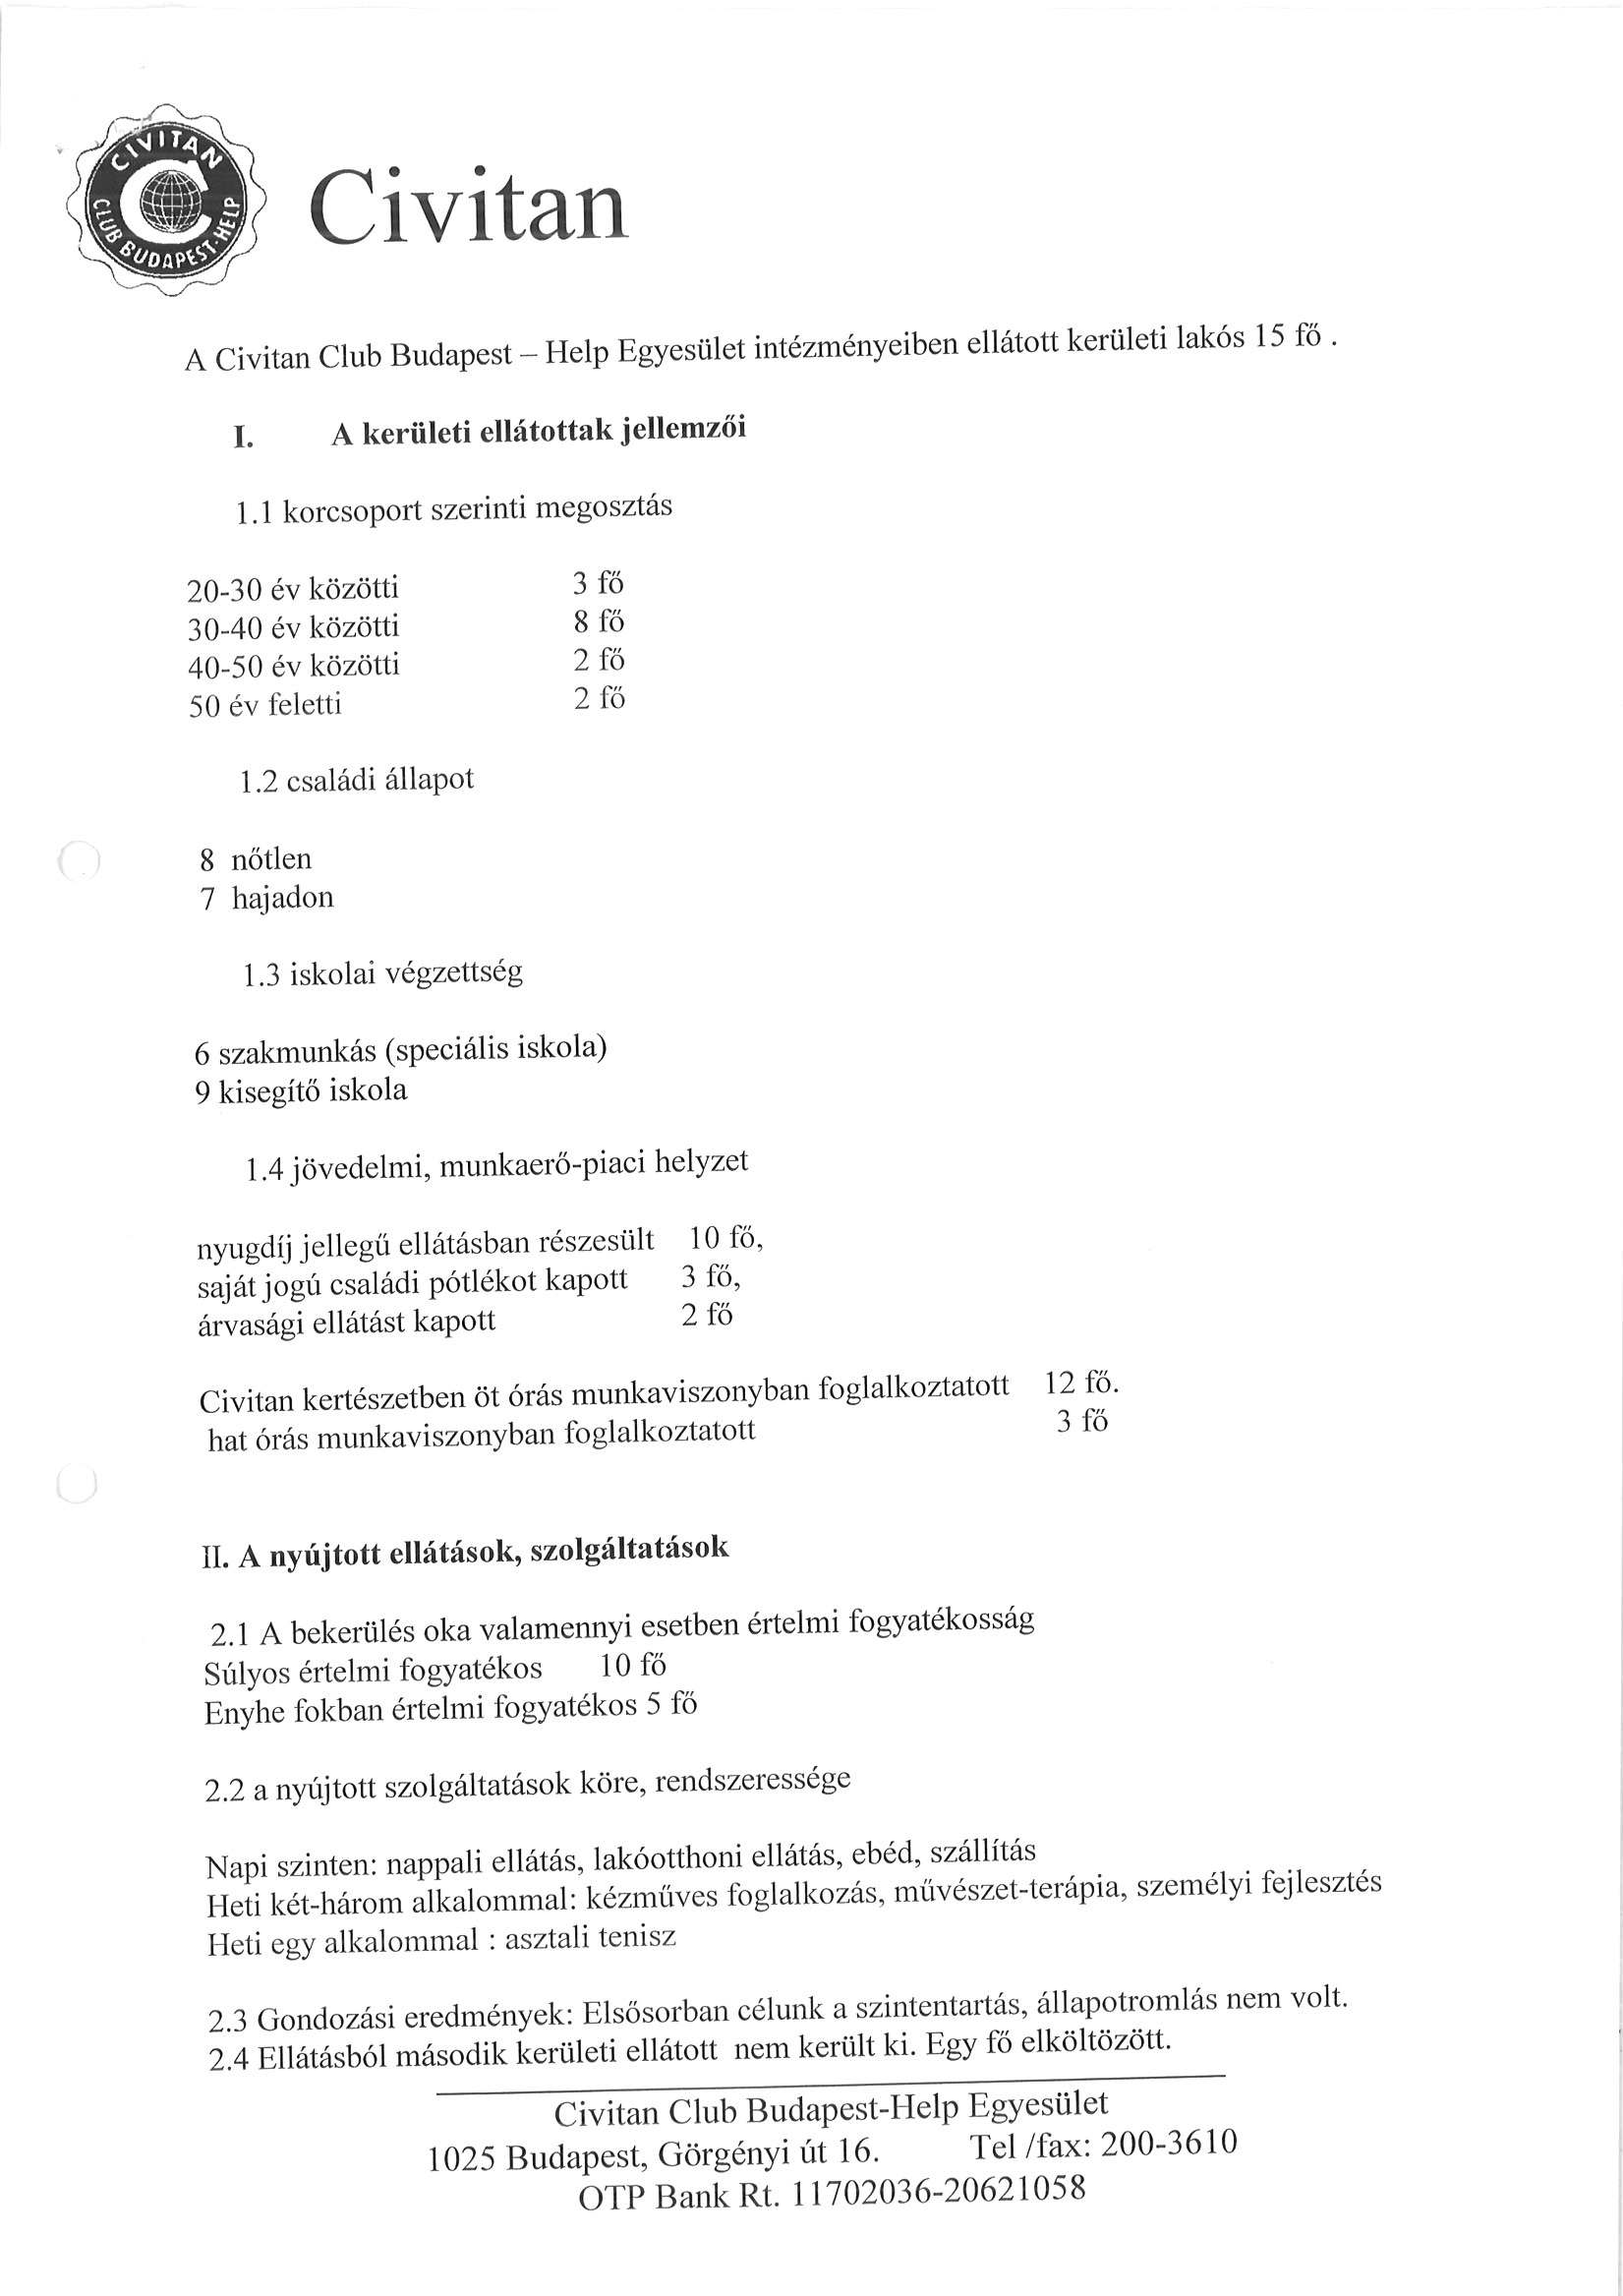 CIVITAN
CLUB BUDAPEST-HELP
Civitan
A Civitan Club Budapest – Help Egyesület intézményeiben ellátott kerületi lakós 15 fő .
I. A kerületi ellátottak jellemzői
1.1 korcsoport szerinti megosztás
20-30 év közötti 3 fő
30-40 év közötti 8 fő
40-50 év közötti 2 fő
50 év feletti 2 fő
1.2 családi állapot
8 nőtlen
7 hajadon
1.3 iskolai végzettség
6 szakmunkás (speciális iskola)
9 kisegítő iskola
1.4 jövedelmi, munkaerő-piaci helyzet
nyugdíj jellegű ellátásban részesült 10 fő,
saját jogú családi pótlékot kapott 3 fő,
árvasági ellátást kapott 2 fő
Civitan kertészetben öt órás munkaviszonyban foglalkoztatott 12 fő.
hat órás munkaviszonyban foglalkoztatott 3 fő
II. A nyújtott ellátások, szolgáltatások
2.1 A bekerülés oka valamennyi esetben értelmi fogyatékosság
Súlyos értelmi fogyatékos 10 fő
Enyhe fokban értelmi fogyatékos 5 fő
2.2 a nyújtott szolgáltatások köre, rendszeressége
Napi szinten: nappali ellátás, lakóotthoni ellátás, ebéd, szállítás
Heti két-három alkalommal: kézműves foglalkozás, művészet-terápia, személyi fejlesztés
Heti egy alkalommal : asztali tenisz
2.3 Gondozási eredmények: Elsősorban célunk a szintentartás, állapotromlás nem volt.
2.4 Ellátásból második kerületi ellátott nem került ki. Egy fő elköltözött.
Civitan Club Budapest-Help Egyesület
1025 Budapest, Görgényi út 16. Tel /fax: 200-3610
OTP Bank Rt. 11702036-20621058